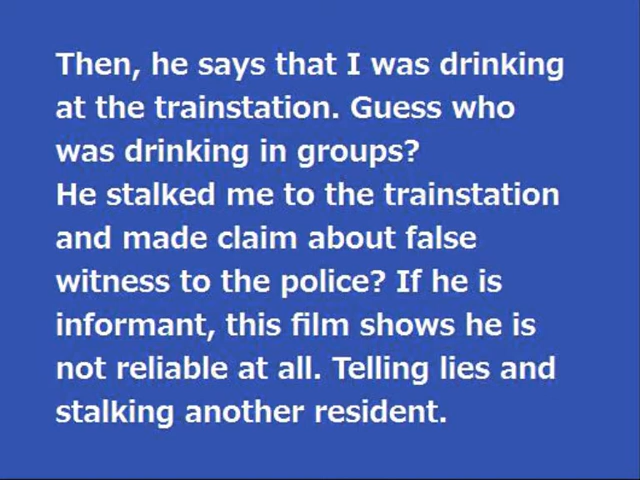 Then, he says that I was drinking
at the trainstation. Guess who
was drinking in groups?
He stalked me to the trainstation
and made claim about false
witness to the police? If he is
informant, this film shows he is
not reliable at all. Telling lies and
stalking another resident.